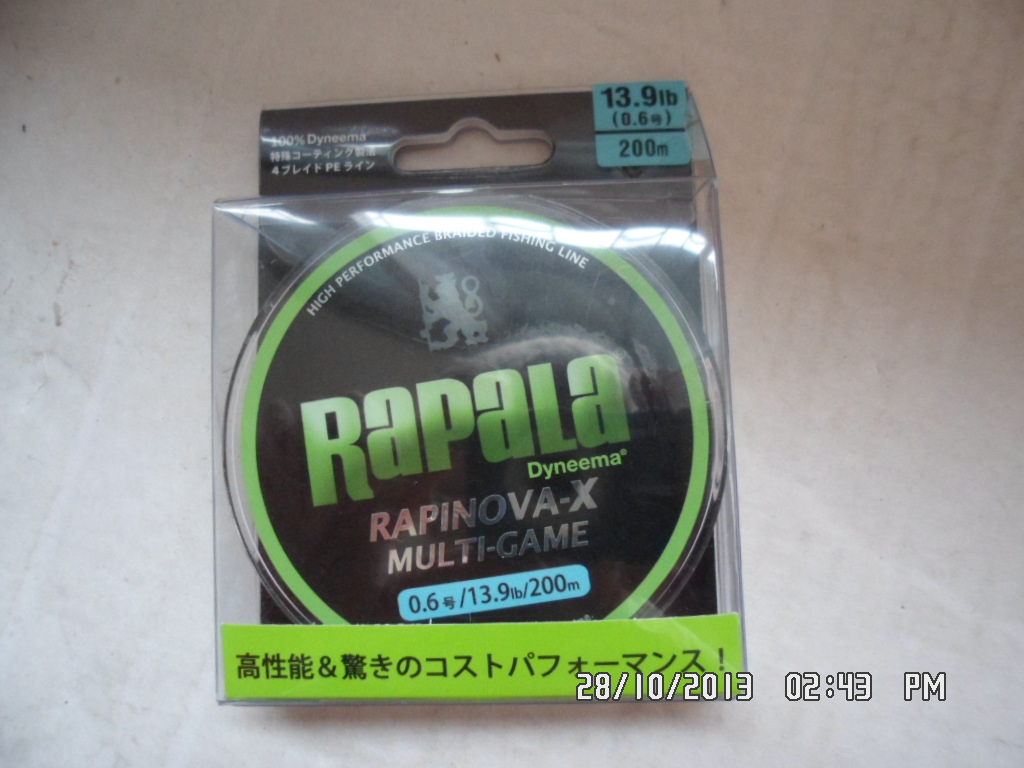 13.9lb
(0.6号)
200m
100% Dyneema®
特殊コーティング製法
4ブレイドPEライン
HIGH PERFORMANCE BRAIDED FISHING LINE
RAPALA
Dyneema®
RAPINOVA-X
MULTI-GAME
0.6号/13.9lb/200m
高性能&驚きのコストパフォーマンス!
28/10/2013 02:43 PM